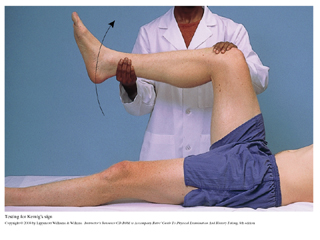 Testing for Kernig's sign
Copyright © 2004 by Lippincott Williams & Wilkins. Instructor's Resource CD-ROM to Accompany Bates' Guide To Physical Examination And History Taking, 8th edition